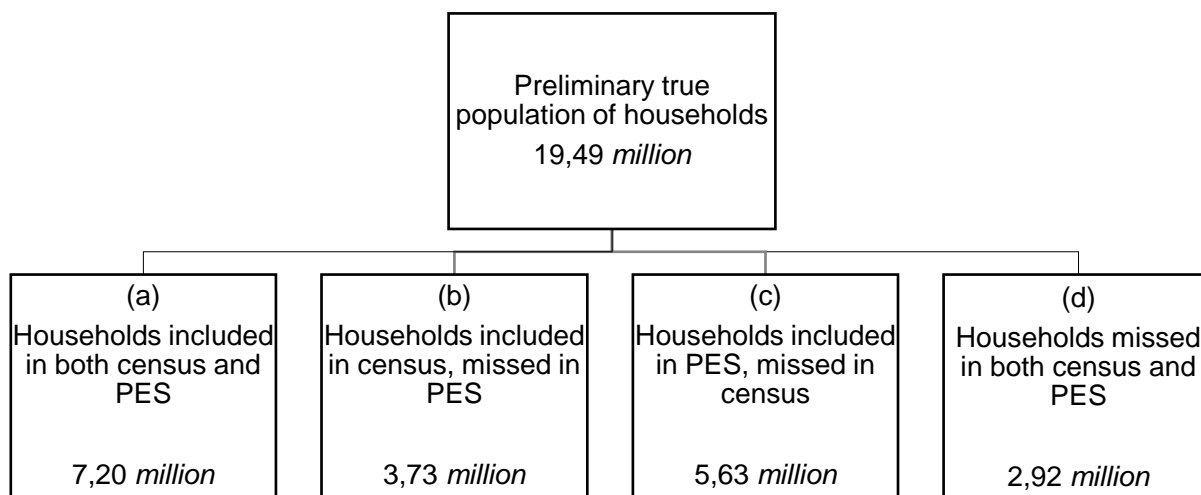 Preliminary true
population of households
19,49 million
(a)
Households included
in both census and
PES
7,20 million
(b)
Households included
in census, missed in
PES
3,73 million
(c)
Households included
in PES, missed in
census
5,63 million
(d)
Households missed
in both census and
PES
2,92 million